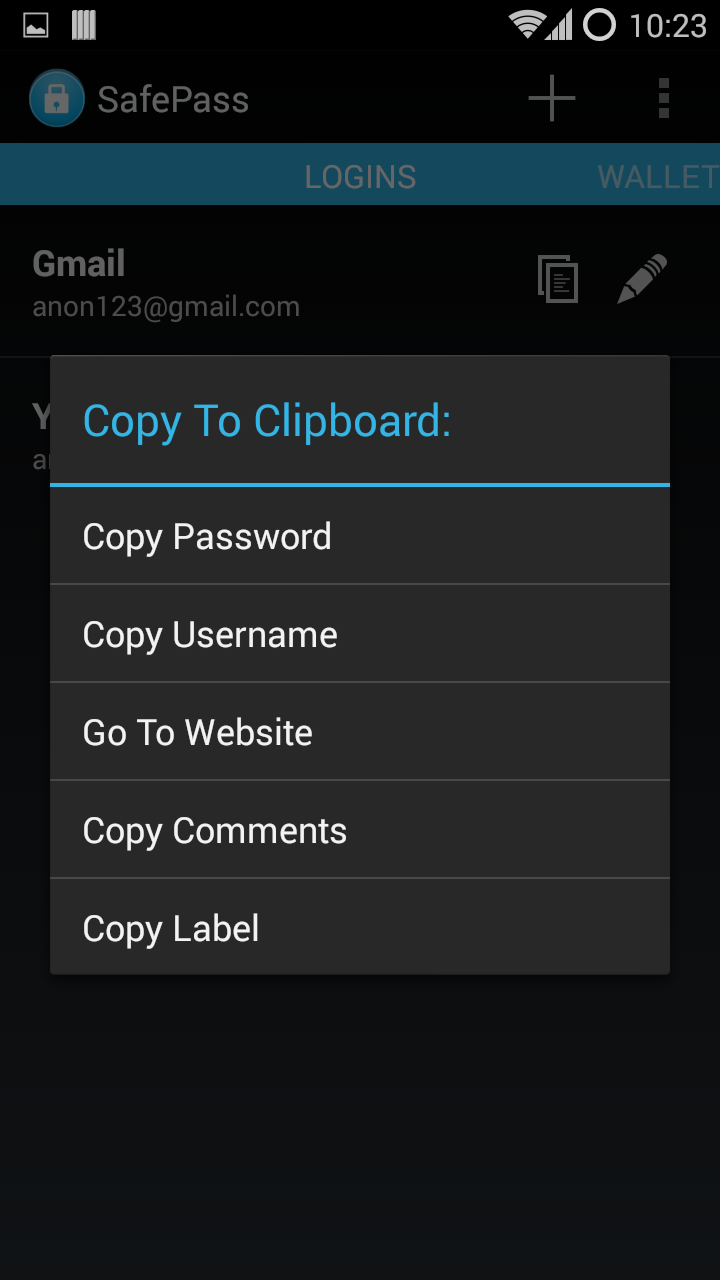 10:23
SafePass
LOGINS WALLET
Gmail
anon123@gmail.com
Copy To Clipboard:
Copy Password
Copy Username
Go To Website
Copy Comments
Copy Label